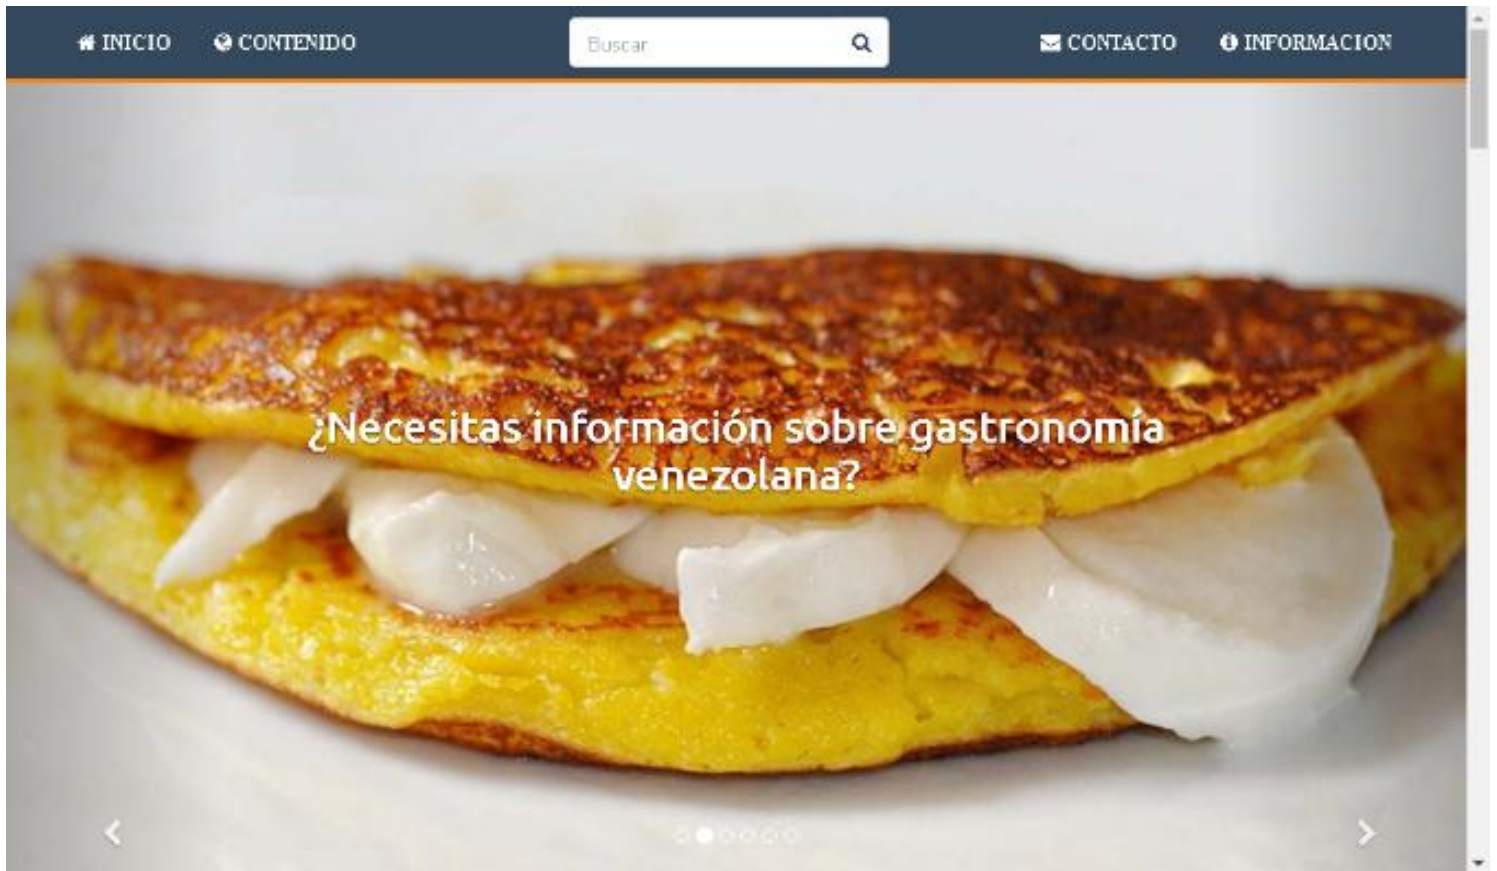 INICIO CONTENIDO Buscar CONTACTO INFORMACION
¿Necesitas información sobre gastronomía
venezolana?